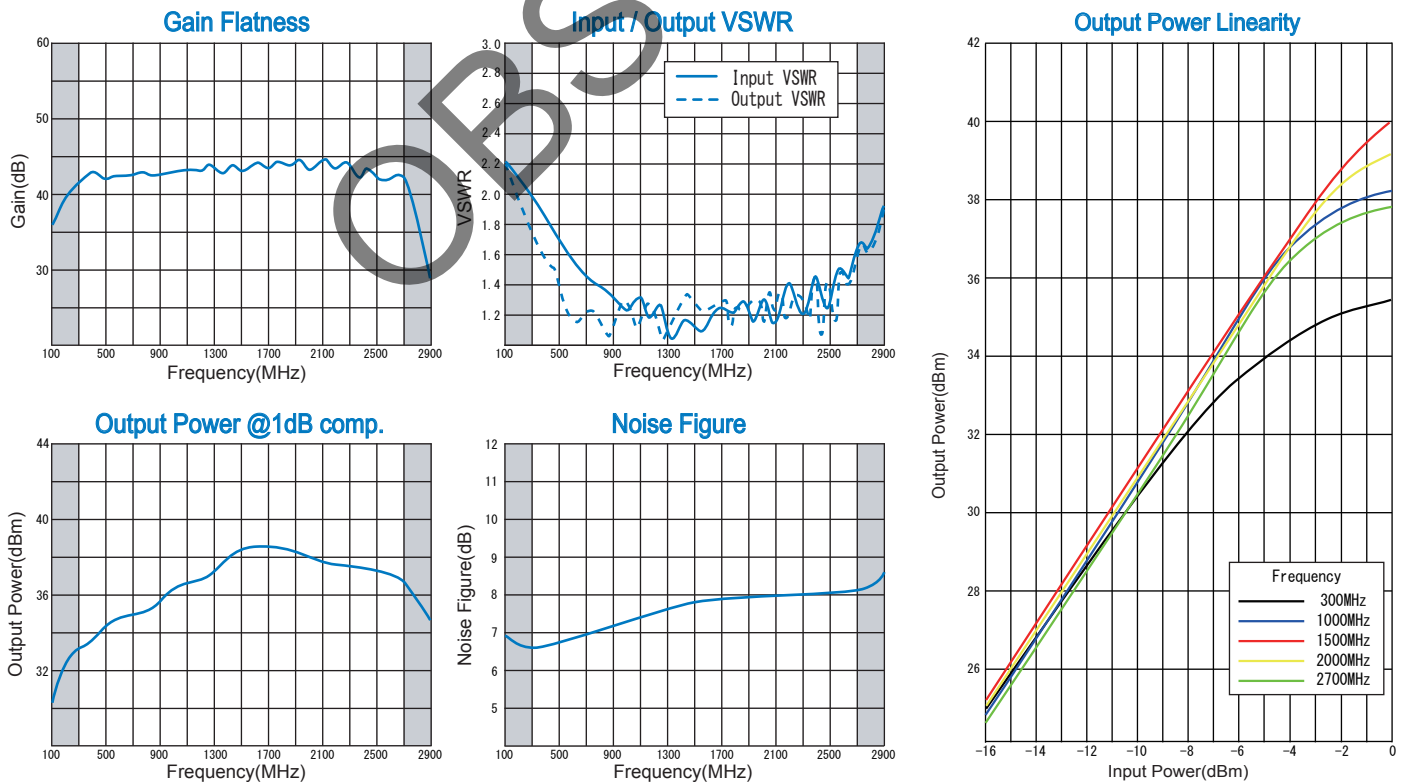 Gain Flatness
60
50
40
30
Gain(dB)
100 500 900 1300 1700 2100 2500 2900
Frequency(MHz)
Input / Output VSWR
3.0
2.8
2.6
2.4
2.2
2.0
1.8
1.6
1.4
1.2
VSWR
Input VSWR
Output VSWR
100 500 900 1300 1700 2100 2500 2900
Frequency(MHz)
Output Power @1dB comp.
44
40
36
32
Output Power(dBm)
100 500 900 1300 1700 2100 2500 2900
Frequency(MHz)
Noise Figure
12
11
10
9
8
7
6
5
Noise Figure(dB)
100 500 900 1300 1700 2100 2500 2900
Frequency(MHz)
Output Power Linearity
42
40
38
36
34
32
30
28
26
Output Power(dBm)
Frequency
300MHz
1000MHz
1500MHz
2000MHz
2700MHz
-16 -14 -12 -10 -8 -6 -4 -2 0
Input Power(dBm)
OBS